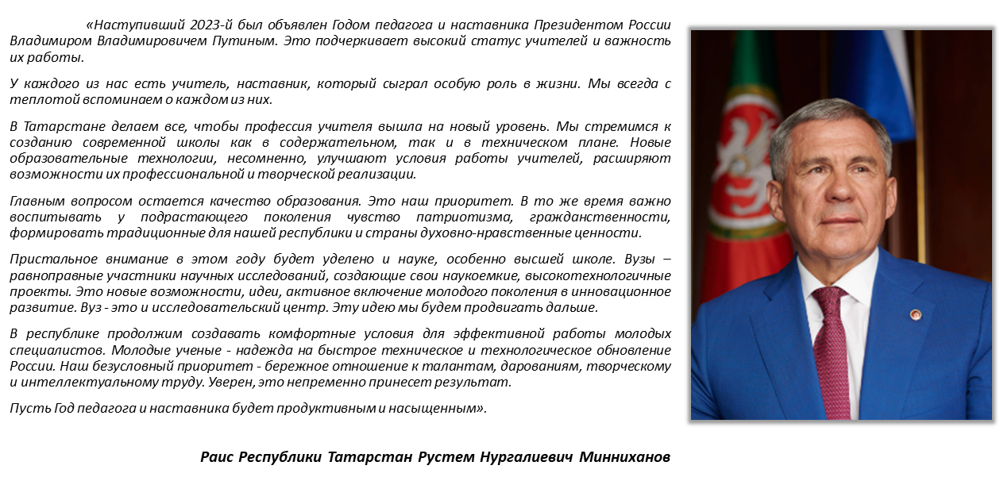 «Наступивший 2023-й был объявлен Годом педагога и наставника Президентом России
Владимиром Владимировичем Путиным. Это подчеркивает высокий статус учителей и важность
их работы.
У каждого из нас есть учитель, наставник, который сыграл особую роль в жизни. Мы всегда с
теплотой вспоминаем о каждом из них.
В Татарстане делаем все, чтобы профессия учителя вышла на новый уровень. Мы стремимся к
созданию современной школы как в содержательном, так и в техническом плане. Новые
образовательные технологии, несомненно, улучшают условия работы учителей, расширяют
возможности их профессиональной и творческой реализации.
Главным вопросом остается качество образования. Это наш приоритет. В то же время важно
воспитывать у подрастающего поколения чувство патриотизма, гражданственности,
формировать традиционные для нашей республики и страны духовно-нравственные ценности.
Пристальное внимание в этом году будет уделено и науке, особенно высшей школе. Вузы –
равноправные участники научных исследований, создающие свои наукоемкие, высокотехнологичные
проекты. Это новые возможности, идеи, активное включение молодого поколения в инновационное
развитие. Вуз - это и исследовательский центр. Эту идею мы будем продвигать дальше.
В республике продолжим создавать комфортные условия для эффективной работы молодых
специалистов. Молодые ученые - надежда на быстрое техническое и технологическое обновление
России. Наш безусловный приоритет - бережное отношение к талантам, дарованиям, творческому
и интеллектуальному труду. Уверен, это непременно принесет результат.
Пусть Год педагога и наставника будет продуктивным и насыщенным».
Раис Республики Татарстан Рустем Нургалиевич Минниханов